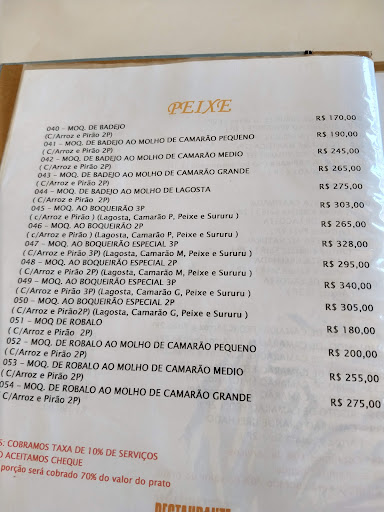 PEIXE
040 - MOQ. DE BADEJO R$ 170,00
(C/Arroz e Pirão 2P)
041 - MOQ. DE BADEJO AO MOLHO DE CAMARÃO PEQUENO R$ 190,00
( C/Arroz e Pirão 2P)
042 - MOQ. DE BADEJO AO MOLHO DE CAMARÃO MEDIO R$ 245,00
( C/Arroz e Pirão 2P)
043 - MOQ. DE BADEJO AO MOLHO DE CAMARÃO GRANDE R$ 265,00
( C/Arroz e Pirão 2P)
044 - MOQ. DE BADEJO AO MOLHO DE LAGOSTA R$ 275,00
( C/Arroz e Pirão 2P)
045 - MOQ. AO BOQUEIRÃO 3P R$ 303,00
( c/Arroz e Pirão ) (Lagosta, Camarão P, Peixe e Sururu )
046 - MOQ. AO BOQUEIRÃO 2P R$ 265,00
( c/Arroz e Pirão ) (Lagosta, Camarão P, Peixe e Sururu )
047 - MOQ. AO BOQUEIRÃO ESPECIAL 3P R$ 328,00
( C/Arroz e Pirão 3P) (Lagosta, Camarão M, Peixe e Sururu )
048 - MOQ. AO BOQUEIRÃO ESPECIAL 2P R$ 295,00
( C/Arroz e Pirão 2P) (Lagosta, Camarão M, Peixe e Sururu )
049 - MOQ. AO BOQUEIRÃO ESPECIAL 3P R$ 340,00
( C/Arroz e Pirão 3P) (Lagosta, Camarão G, Peixe e Sururu )
050 - MOQ. AO BOQUEIRÃO ESPECIAL 2P R$ 305,00
( C/Arroz e Pirão2P) (Lagosta, Camarão G, Peixe e Sururu )
051 - MOQ DE ROBALO R$ 180,00
( C/Arroz e Pirão 2P)
052 - MOQ. DE ROBALO AO MOLHO DE CAMARÃO PEQUENO R$ 200,00
( C/Arroz e Pirão 2P)
053 - MOQ. DE ROBALO AO MOLHO DE CAMARÃO MEDIO R$ 255,00
( C/Arroz e Pirão 2P)
054 - MOQ. DE ROBALO AO MOLHO DE CAMARÃO GRANDE R$ 275,00
( C/Arroz e Pirão 2P)
S: COBRAMOS TAXA DE 10% DE SERVIÇOS
O ACEITAMOS CHEQUE
porção será cobrado 70% do valor do prato
RESTAURANTE